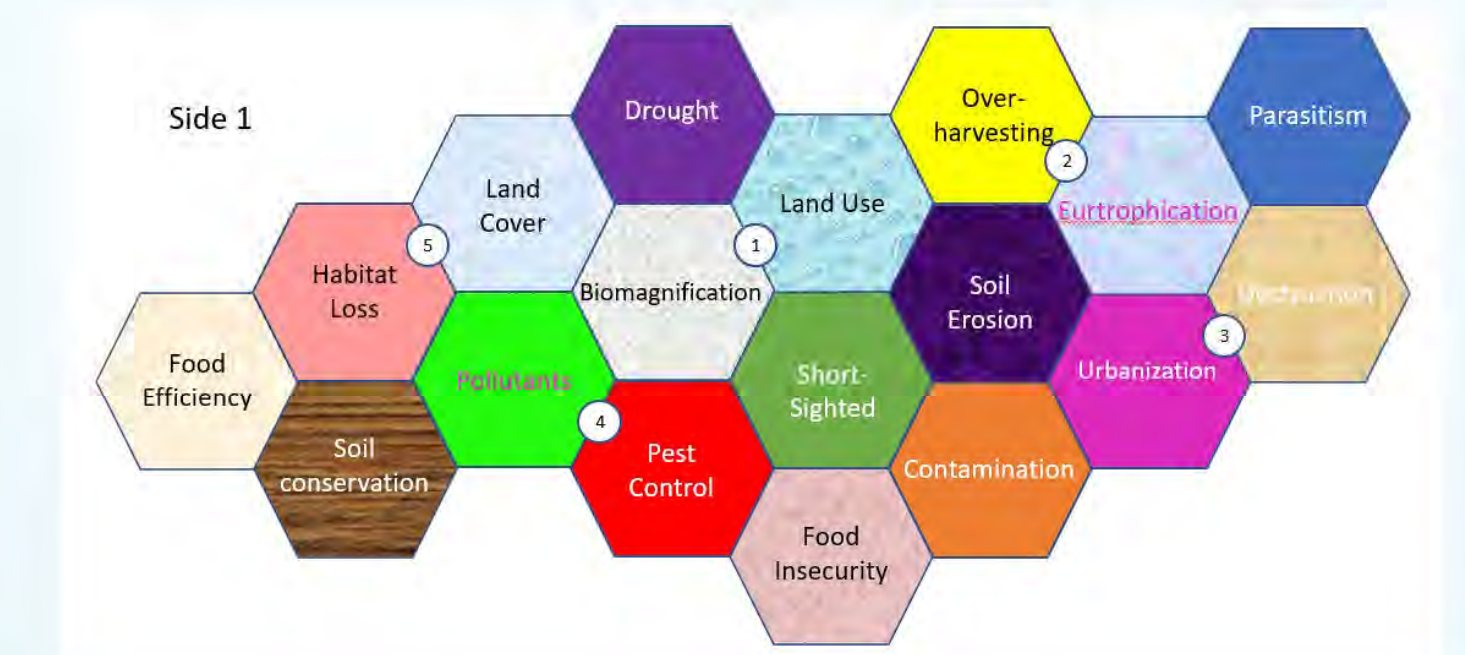 Side 1
Drought
Over-
harvesting
Parasitism
2
Land
Cover
Land Use
Eurtrophication
5
1
Habitat
Loss
Biomagnification
Soil
Erosion
3
Food
Efficiency
Pollutants
Short-
Sighted
Urbanization
4
Soil
conservation
Pest
Control
Contamination
Food
Insecurity